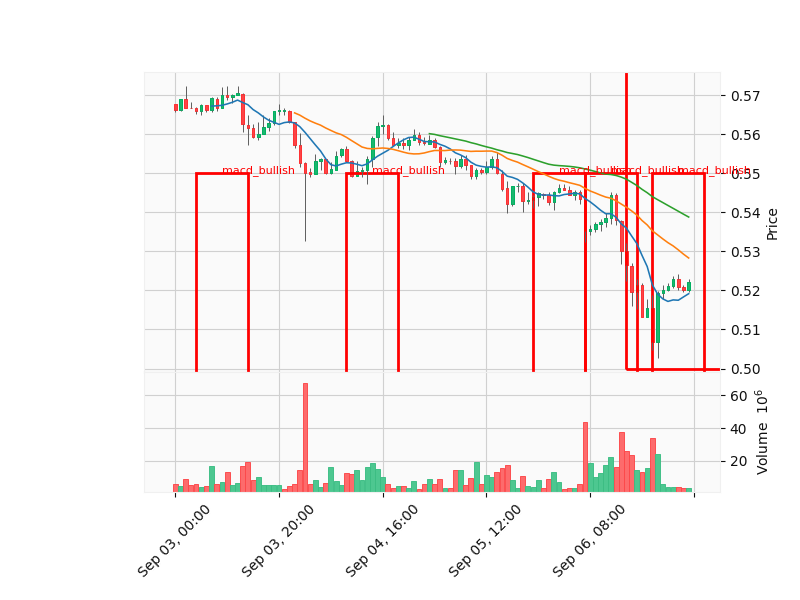 0.57
0.56
0.55
0.54
0.53
0.52
0.51
0.50
Price
macd_bullish
macd_bullish
macd_bullish
macd_bullish
macd_bullish
60
40
20
Volume 10^6
Sep 03, 00:00
Sep 03, 20:00
Sep 04, 16:00
Sep 05, 12:00
Sep 06, 08:00